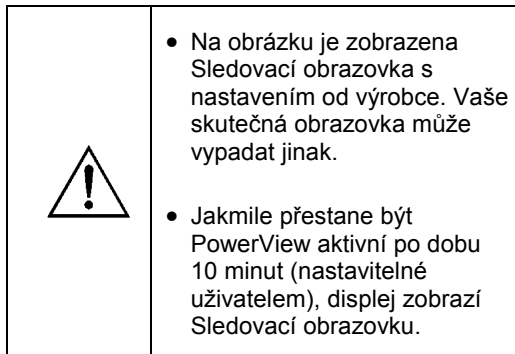 • Na obrázku je zobrazena
Sledovací obrazovka s
nastavením od výrobce. Vaše
skutečná obrazovka může
vypadat jinak.
• Jakmile přestane být
PowerView aktivní po dobu
10 minut (nastavitelné
uživatelem), displej zobrazí
Sledovací obrazovku.